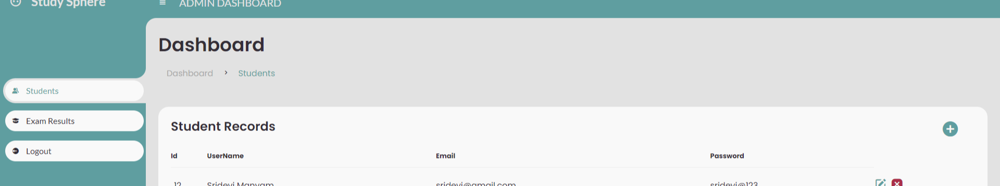 Study Sphere
ADMIN DASHBOARD
Dashboard
Dashboard > Students
Students
Exam Results
Logout
Student Records
Id UserName Email Password
12 Sridevi Manyam sridevi@gmail.com sridevi@123